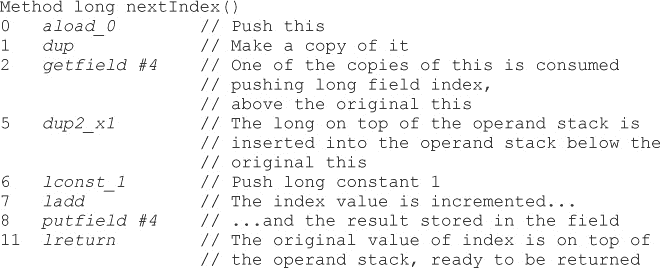 Method long nextIndex()
0 aload_0 // Push this
1 dup // Make a copy of it
2 getfield #4 // One of the copies of this is consumed
// pushing long field index,
// above the original this
5 dup2_x1 // The long on top of the operand stack is
// inserted into the operand stack below the
// original this
6 lconst_1 // Push long constant 1
7 ladd // The index value is incremented...
8 putfield #4 // ...and the result stored in the field
11 lreturn // The original value of index is on top of
// the operand stack, ready to be returned